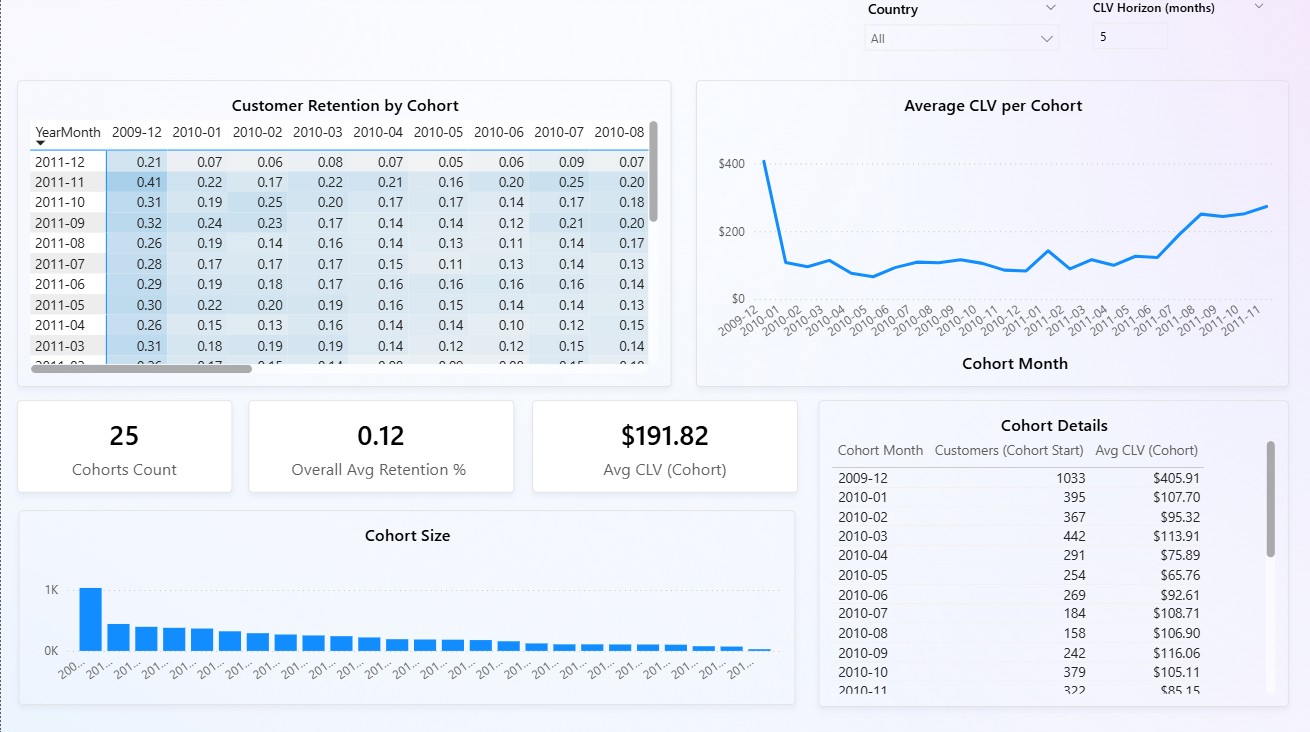 Country
CLV Horizon (months)
All
5
Customer Retention by Cohort
YearMonth 2009-12 2010-01 2010-02 2010-03 2010-04 2010-05 2010-06 2010-07 2010-08
2011-12 0.21 0.07 0.06 0.08 0.07 0.05 0.06 0.09 0.07
2011-11 0.41 0.22 0.17 0.22 0.21 0.16 0.20 0.25 0.20
2011-10 0.31 0.19 0.25 0.20 0.17 0.17 0.14 0.17 0.18
2011-09 0.32 0.24 0.23 0.17 0.14 0.14 0.12 0.21 0.20
2011-08 0.26 0.19 0.14 0.16 0.14 0.13 0.11 0.14 0.17
2011-07 0.28 0.17 0.17 0.17 0.15 0.11 0.13 0.14 0.13
2011-06 0.29 0.19 0.18 0.17 0.16 0.16 0.16 0.16 0.14
2011-05 0.30 0.22 0.20 0.19 0.16 0.15 0.14 0.14 0.13
2011-04 0.26 0.15 0.13 0.16 0.14 0.14 0.10 0.12 0.15
2011-03 0.31 0.18 0.19 0.19 0.14 0.12 0.12 0.15 0.14
Average CLV per Cohort
$400
$200
$0
2009-12 2010-01 2010-02 2010-03 2010-04 2010-05 2010-06 2010-07 2010-08 2010-09 2010-10 2010-11 2010-12 2011-01 2011-02 2011-03 2011-04 2011-05 2011-06 2011-07 2011-08 2011-09 2011-10 2011-11
Cohort Month
25
Cohorts Count
0.12
Overall Avg Retention %
$191.82
Avg CLV (Cohort)
Cohort Size
1K
0K
200... 201... 201... 201... 201... 201... 201... 201... 201... 201... 201... 201... 201... 201... 201... 201... 201... 201... 201... 201... 201... 201... 201... 201... 201...
Cohort Details
Cohort Month Customers (Cohort Start) Avg CLV (Cohort)
2009-12 1033 $405.91
2010-01 395 $107.70
2010-02 367 $95.32
2010-03 442 $113.91
2010-04 291 $75.89
2010-05 254 $65.76
2010-06 269 $92.61
2010-07 184 $108.71
2010-08 158 $106.90
2010-09 242 $116.06
2010-10 379 $105.11
2010-11 322 $85.15